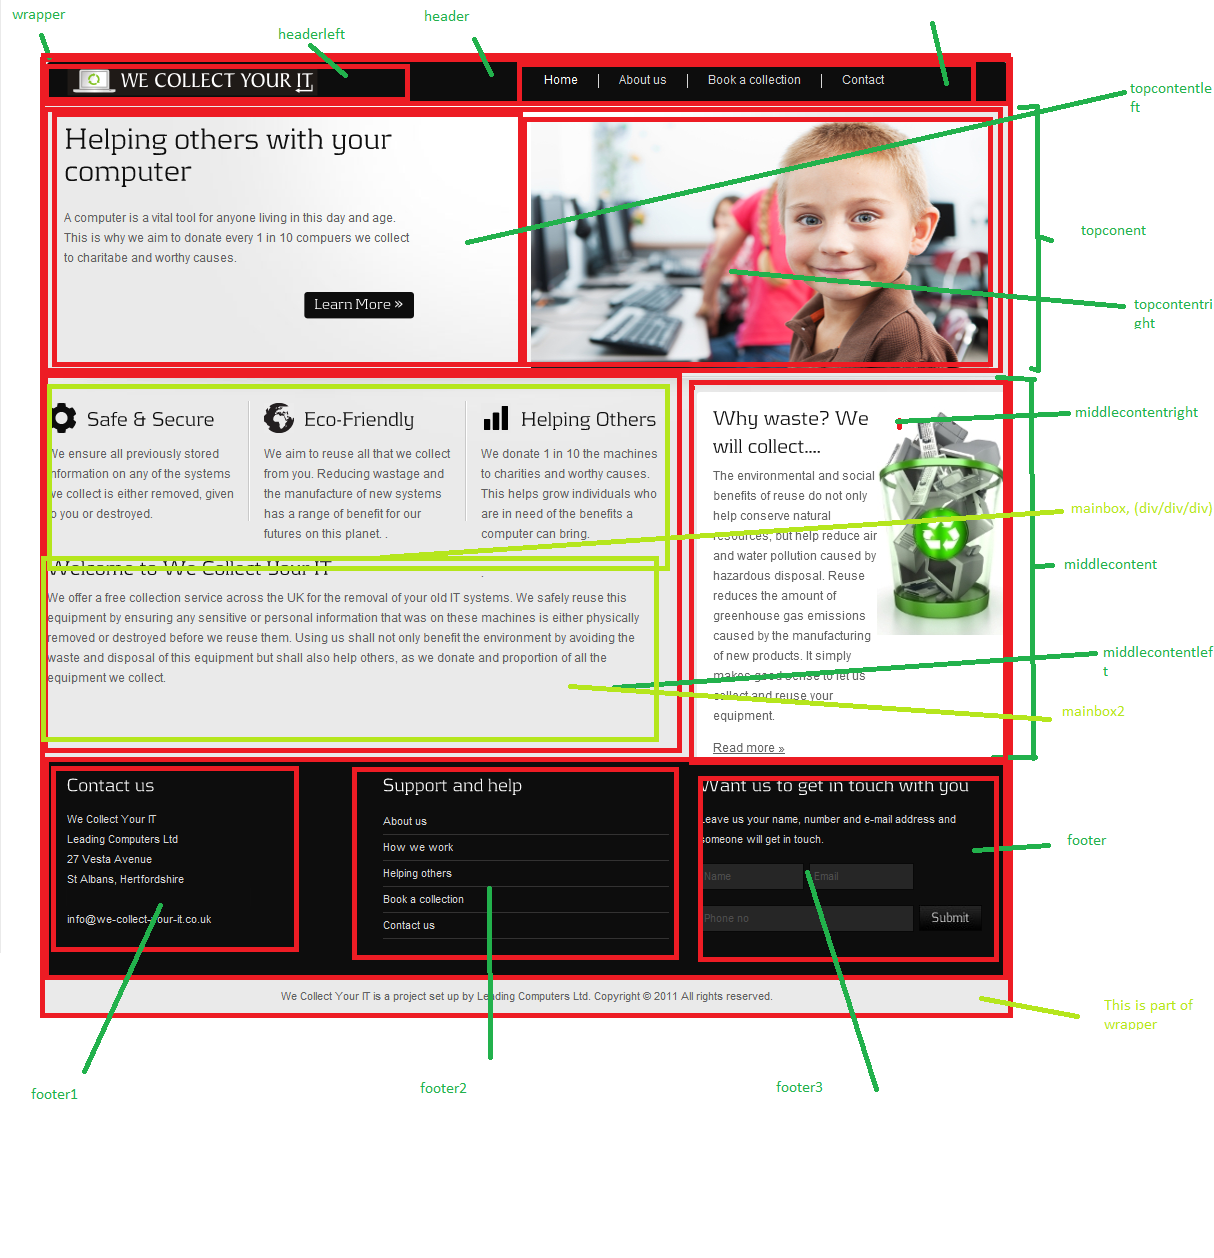 wrapper
headerleft
header
WE COLLECT YOUR IT
Home
About us
Book a collection
Contact
topcontentle
ft
Helping others with your
computer
A computer is a vital tool for anyone living in this day and age.
This is why we aim to donate every 1 in 10 compuers we collect
to charitabe and worthy causes.
Learn More »
topconent
topcontentri
ght
Safe & Secure
We ensure all previously stored
information on any of the systems
we collect is either removed, given
to you or destroyed.
Eco-Friendly
We aim to reuse all that we collect
from you. Reducing wastage and
the manufacture of new systems
has a range of benefit for our
futures on this planet. .
Helping Others
We donate 1 in 10 the machines
to charities and worthy causes.
This helps grow individuals who
are in need of the benefits a
computer can bring.
.
Welcome to We Collect Your IT
We offer a free collection service across the UK for the removal of your old IT systems. We safely reuse this
equipment by ensuring any sensitive or personal information that was on these machines is either physically
removed or destroyed before we reuse them. Using us shall not only benefit the environment by avoiding the
waste and disposal of this equipment but shall also help others, as we donate and proportion of all the
equipment we collect.
Why waste? We
will collect....
The environmental and social
benefits of reuse do not only
help conserve natural
resources, but help reduce air
and water pollution caused by
hazardous disposal. Reuse
reduces the amount of
greenhouse gas emissions
caused by the manufacturing
of new products. It simply
makes good sense to let us
collect and reuse your
equipment.
Read more »
middlecontentright
mainbox, (div/div/div)
middlecontent
middlecontentlef
t
mainbox2
Contact us
We Collect Your IT
Leading Computers Ltd
27 Vesta Avenue
St Albans, Hertfordshire
info@we-collect-your-it.co.uk
Support and help
About us
How we work
Helping others
Book a collection
Contact us
Want us to get in touch with you
Leave us your name, number and e-mail address and
someone will get in touch.
Name
Email
Phone no
Submit
footer
We Collect Your IT is a project set up by Leading Computers Ltd. Copyright © 2011 All rights reserved.
This is part of
wrapper
footer1
footer2
footer3